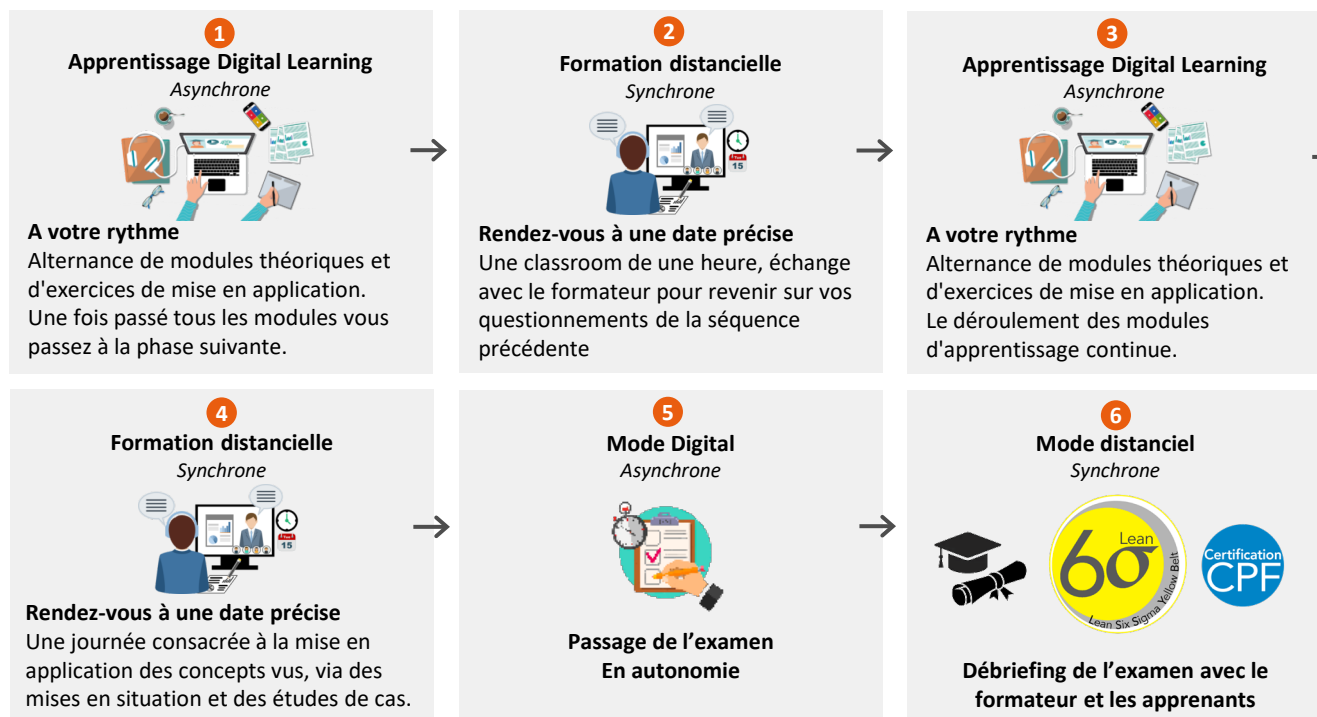 1
Apprentissage Digital Learning
Asynchrone
A votre rythme
Alternance de modules théoriques et
d'exercices de mise en application.
Une fois passé tous les modules vous
passez à la phase suivante.
2
Formation distancielle
Synchrone
15
Rendez-vous à une date précise
Une classroom de une heure, échange
avec le formateur pour revenir sur vos
questionnements de la séquence
précédente
3
Apprentissage Digital Learning
Asynchrone
A votre rythme
Alternance de modules théoriques et
d'exercices de mise en application.
Le déroulement des modules
d'apprentissage continue.
4
Formation distancielle
Synchrone
15
Rendez-vous à une date précise
Une journée consacrée à la mise en
application des concepts vus, via des
mises en situation et des études de cas.
5
Mode Digital
Asynchrone
Passage de l’examen
En autonomie
6
Mode distanciel
Synchrone
Lean
6σ
Lean Six Sigma Yellow Belt
Certification
CPF
Débriefing de l’examen avec le
formateur et les apprenants